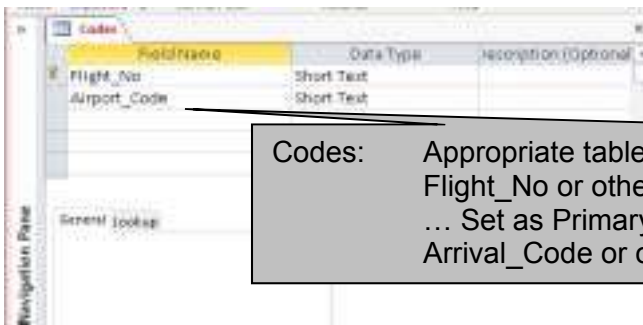 Codes
Field Name Data Type Description (Optional
Flight_No Short Text
Airport_Code Short Text
Codes: Appropriate table
Flight_No or othe
… Set as Primary
Arrival_Code or o
General Lookup
Navigation Pane